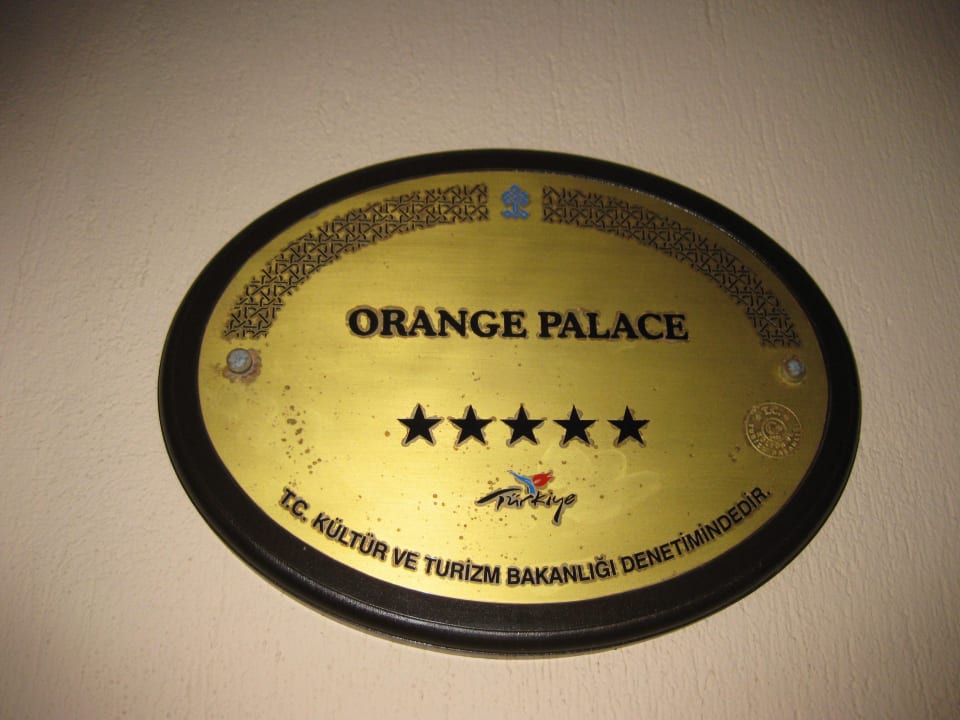 ORANGE PALACE
Türkiye
T.C. KÜLTÜR VE TURİZM BAKANLIĞI DENETİMİNDEDİR.